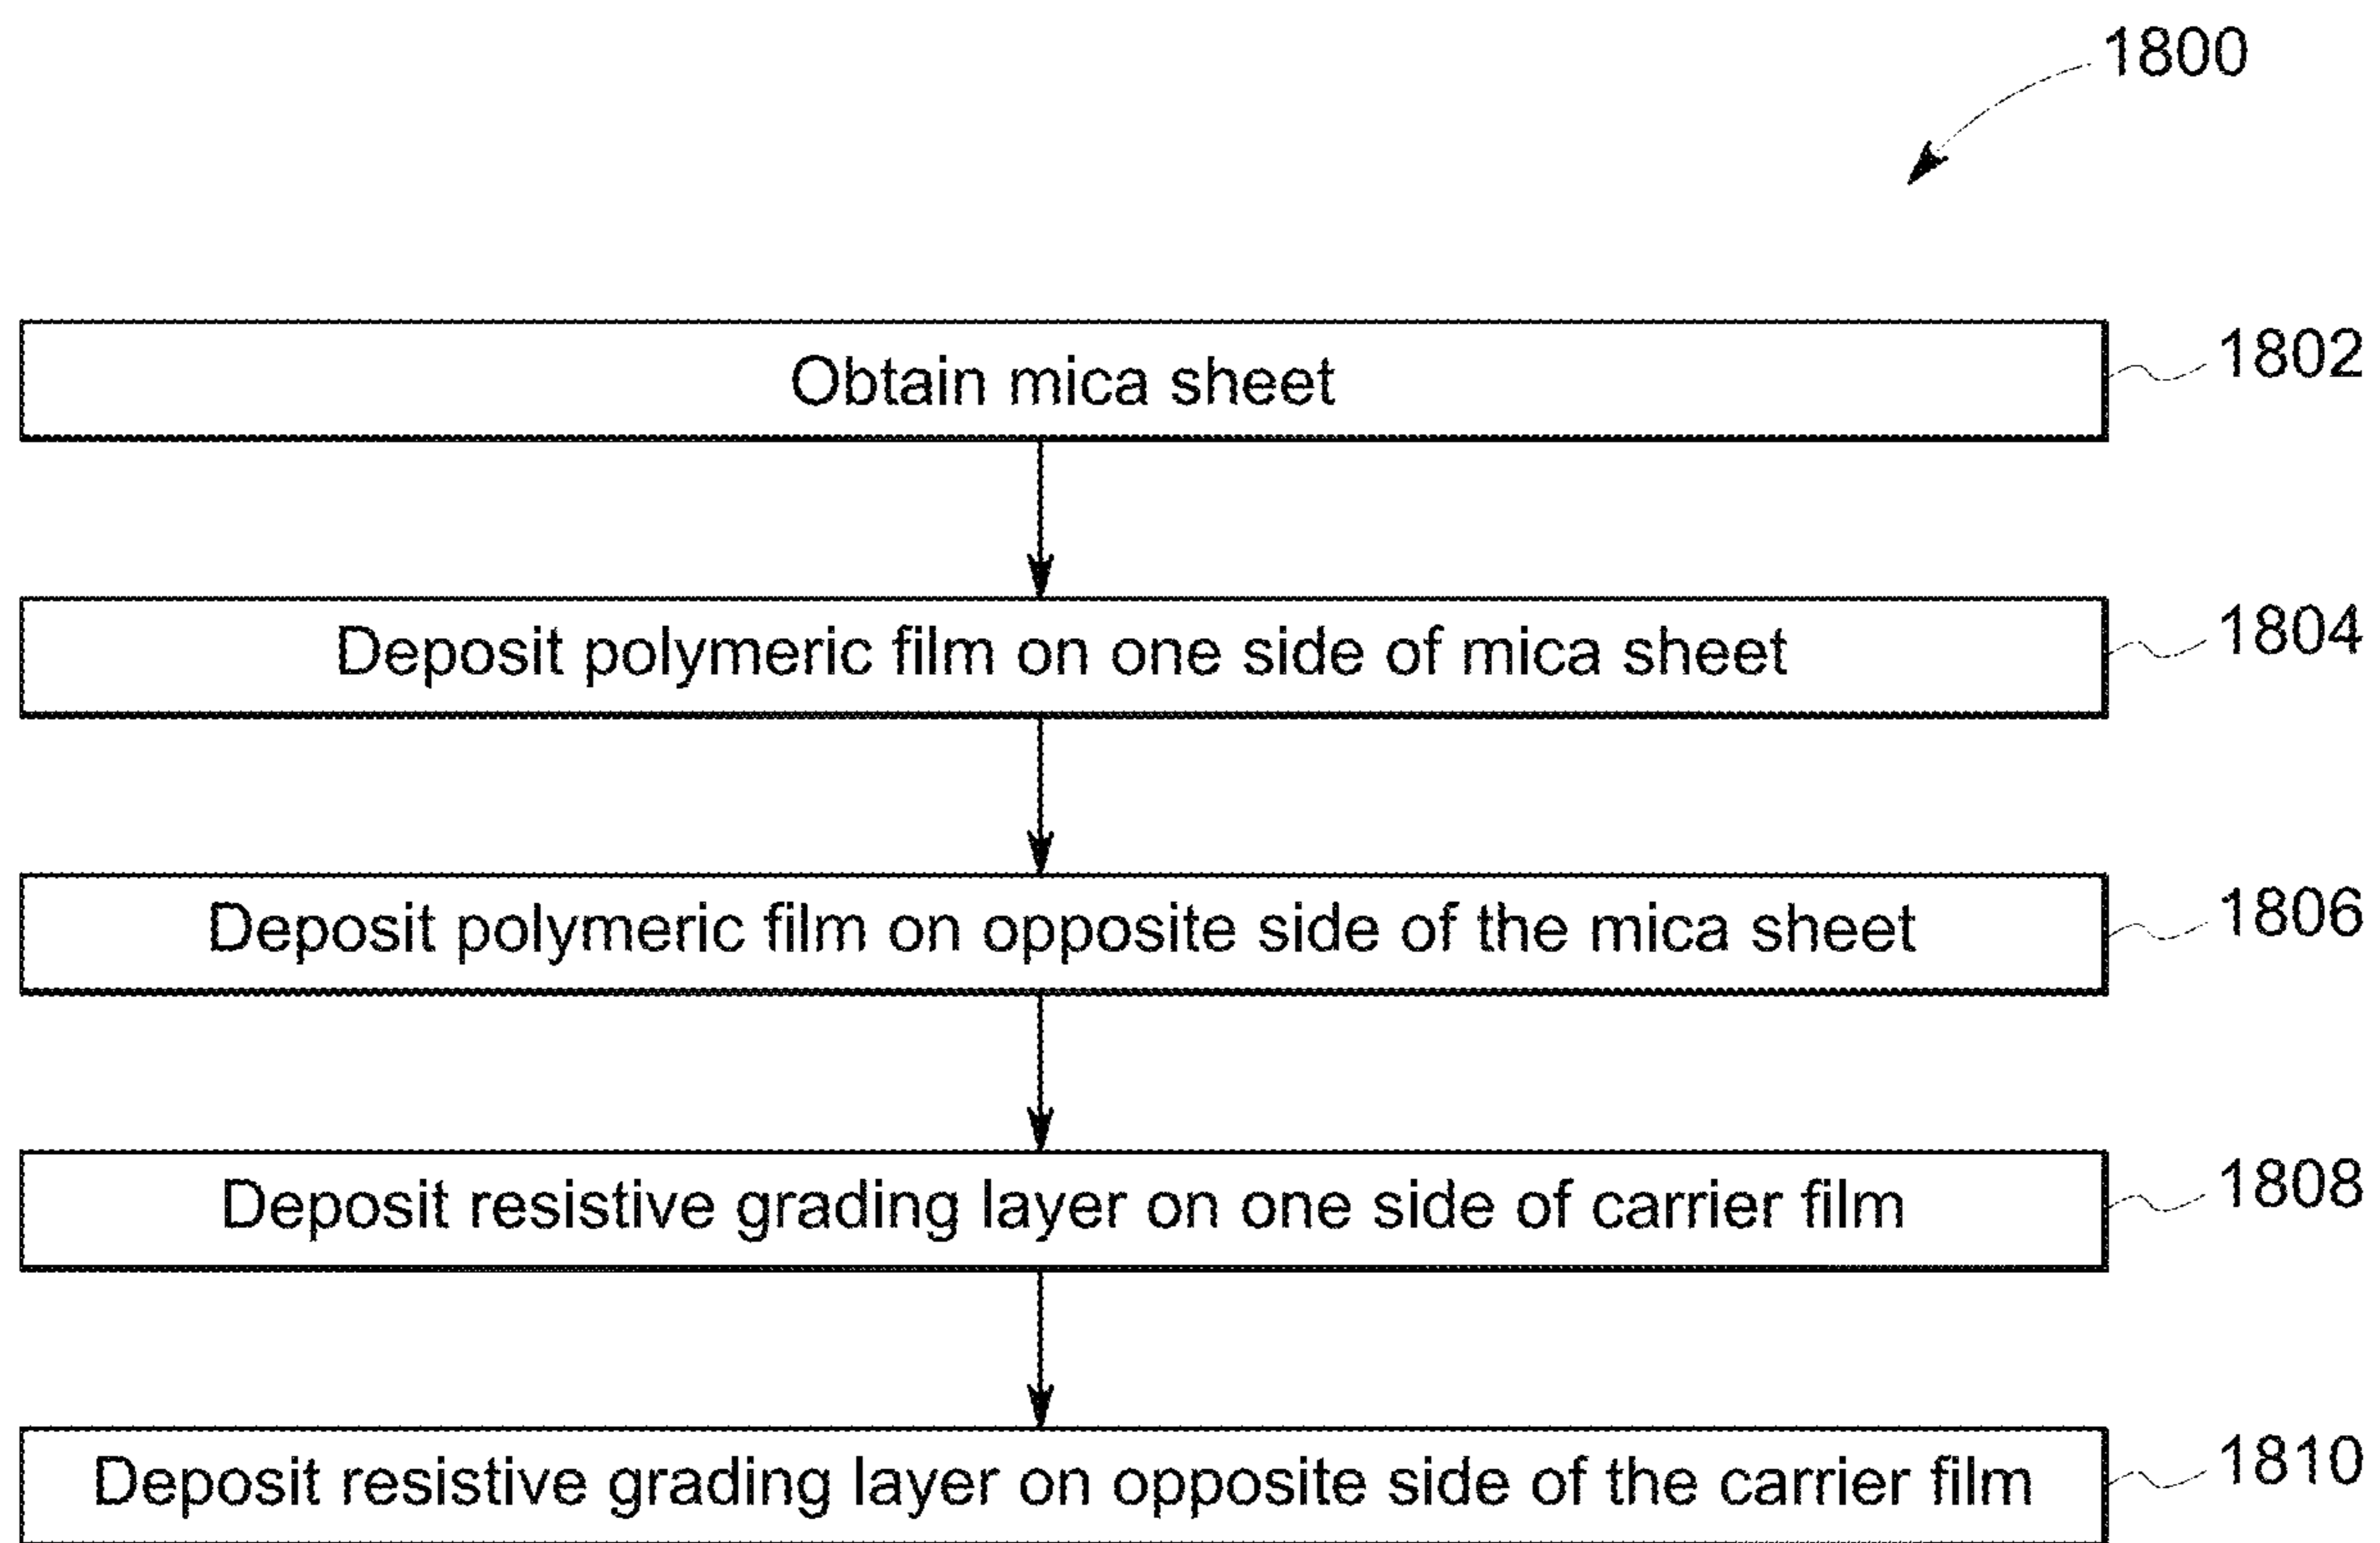 1800
Obtain mica sheet
1802
Deposit polymeric film on one side of mica sheet
1804
Deposit polymeric film on opposite side of the mica sheet
1806
Deposit resistive grading layer on one side of carrier film
1808
Deposit resistive grading layer on opposite side of the carrier film
1810